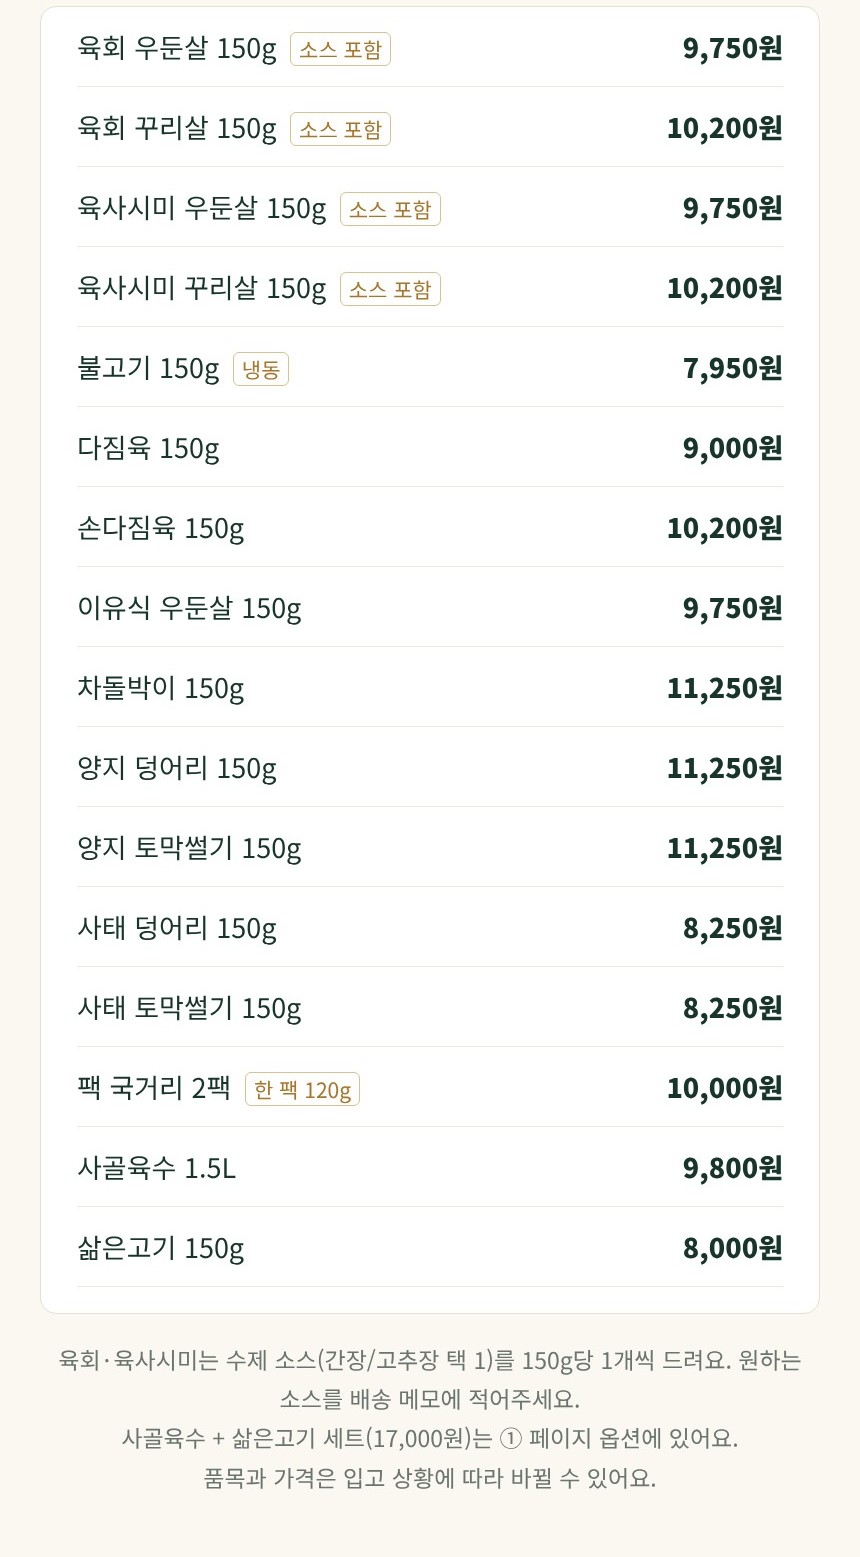 육회 우둔살 150g 소스 포함 9,750원
육회 꾸리살 150g 소스 포함 10,200원
육사시미 우둔살 150g 소스 포함 9,750원
육사시미 꾸리살 150g 소스 포함 10,200원
불고기 150g 냉동 7,950원
다짐육 150g 9,000원
손다짐육 150g 10,200원
이유식 우둔살 150g 9,750원
차돌박이 150g 11,250원
양지 덩어리 150g 11,250원
양지 토막썰기 150g 11,250원
사태 덩어리 150g 8,250원
사태 토막썰기 150g 8,250원
팩 국거리 2팩 한 팩 120g 10,000원
사골육수 1.5L 9,800원
삶은고기 150g 8,000원
육회·육사시미는 수제 소스(간장/고추장 택 1)를 150g당 1개씩 드려요. 원하는
소스를 배송 메모에 적어주세요.
사골육수 + 삶은고기 세트(17,000원)는 ① 페이지 옵션에 있어요.
품목과 가격은 입고 상황에 따라 바뀔 수 있어요.